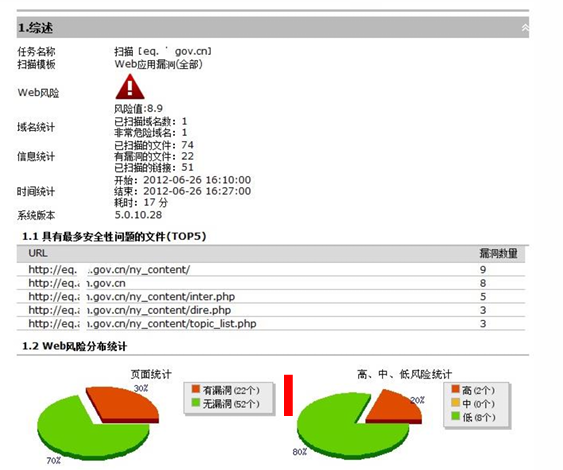 1.综述
任务名称 扫描 [eq. gov.cn]
扫描模板 Web应用漏洞(全部)
Web风险
风险值:8.9
域名统计 已扫描域名数: 1
非常危险域名: 1
信息统计 已扫描的文件: 74
有漏洞的文件: 22
已扫描的链接: 51
时间统计 开始: 2012-06-26 16:10:00
结束: 2012-06-26 16:27:00
耗时: 17 分
系统版本 5.0.10.28
1.1 具有最多安全性问题的文件(TOP5)
URL 漏洞数量
http://eq. .gov.cn/ny_content/ 9
http://eq. .gov.cn 8
http://eq. .gov.cn/ny_content/inter.php 5
http://eq. .gov.cn/ny_content/dire.php 3
http://eq. .gov.cn/ny_content/topic_list.php 3
1.2 Web风险分布统计
页面统计
30%
有漏洞(22个)
无漏洞(52个)
70%
高、中、低风险统计
20%
高(2个)
中(0个)
低(8个)
80%